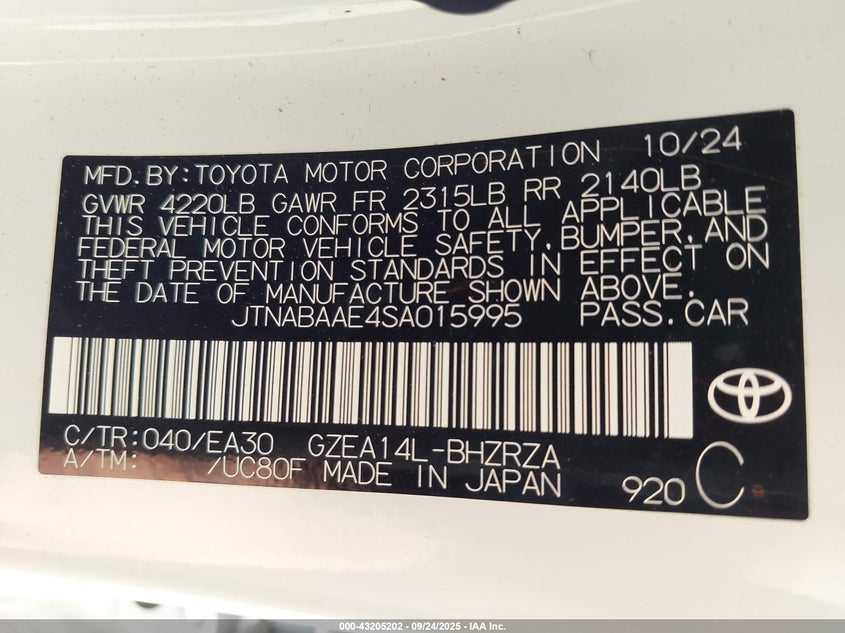 MFD.BY:TOYOTA MOTOR CORPORATION 10/24
GVWR 4220LB GAWR FR 2315LB RR 2140LB
THIS VEHICLE CONFORMS TO ALL APPLICABLE
FEDERAL MOTOR VEHICLE SAFETY,BUMPER,AND
THEFT PREVENTION STANDARDS IN EFFECT ON
THE DATE OF MANUFACTURE SHOWN ABOVE.
JTNABAAE4SA015995 PASS.CAR
C/TR:040/EA30 GZEA14L-BHZRZA
A/TM: /UC80F MADE IN JAPAN 920 C
000-43205202 - 09/24/2025 - IAA Inc.